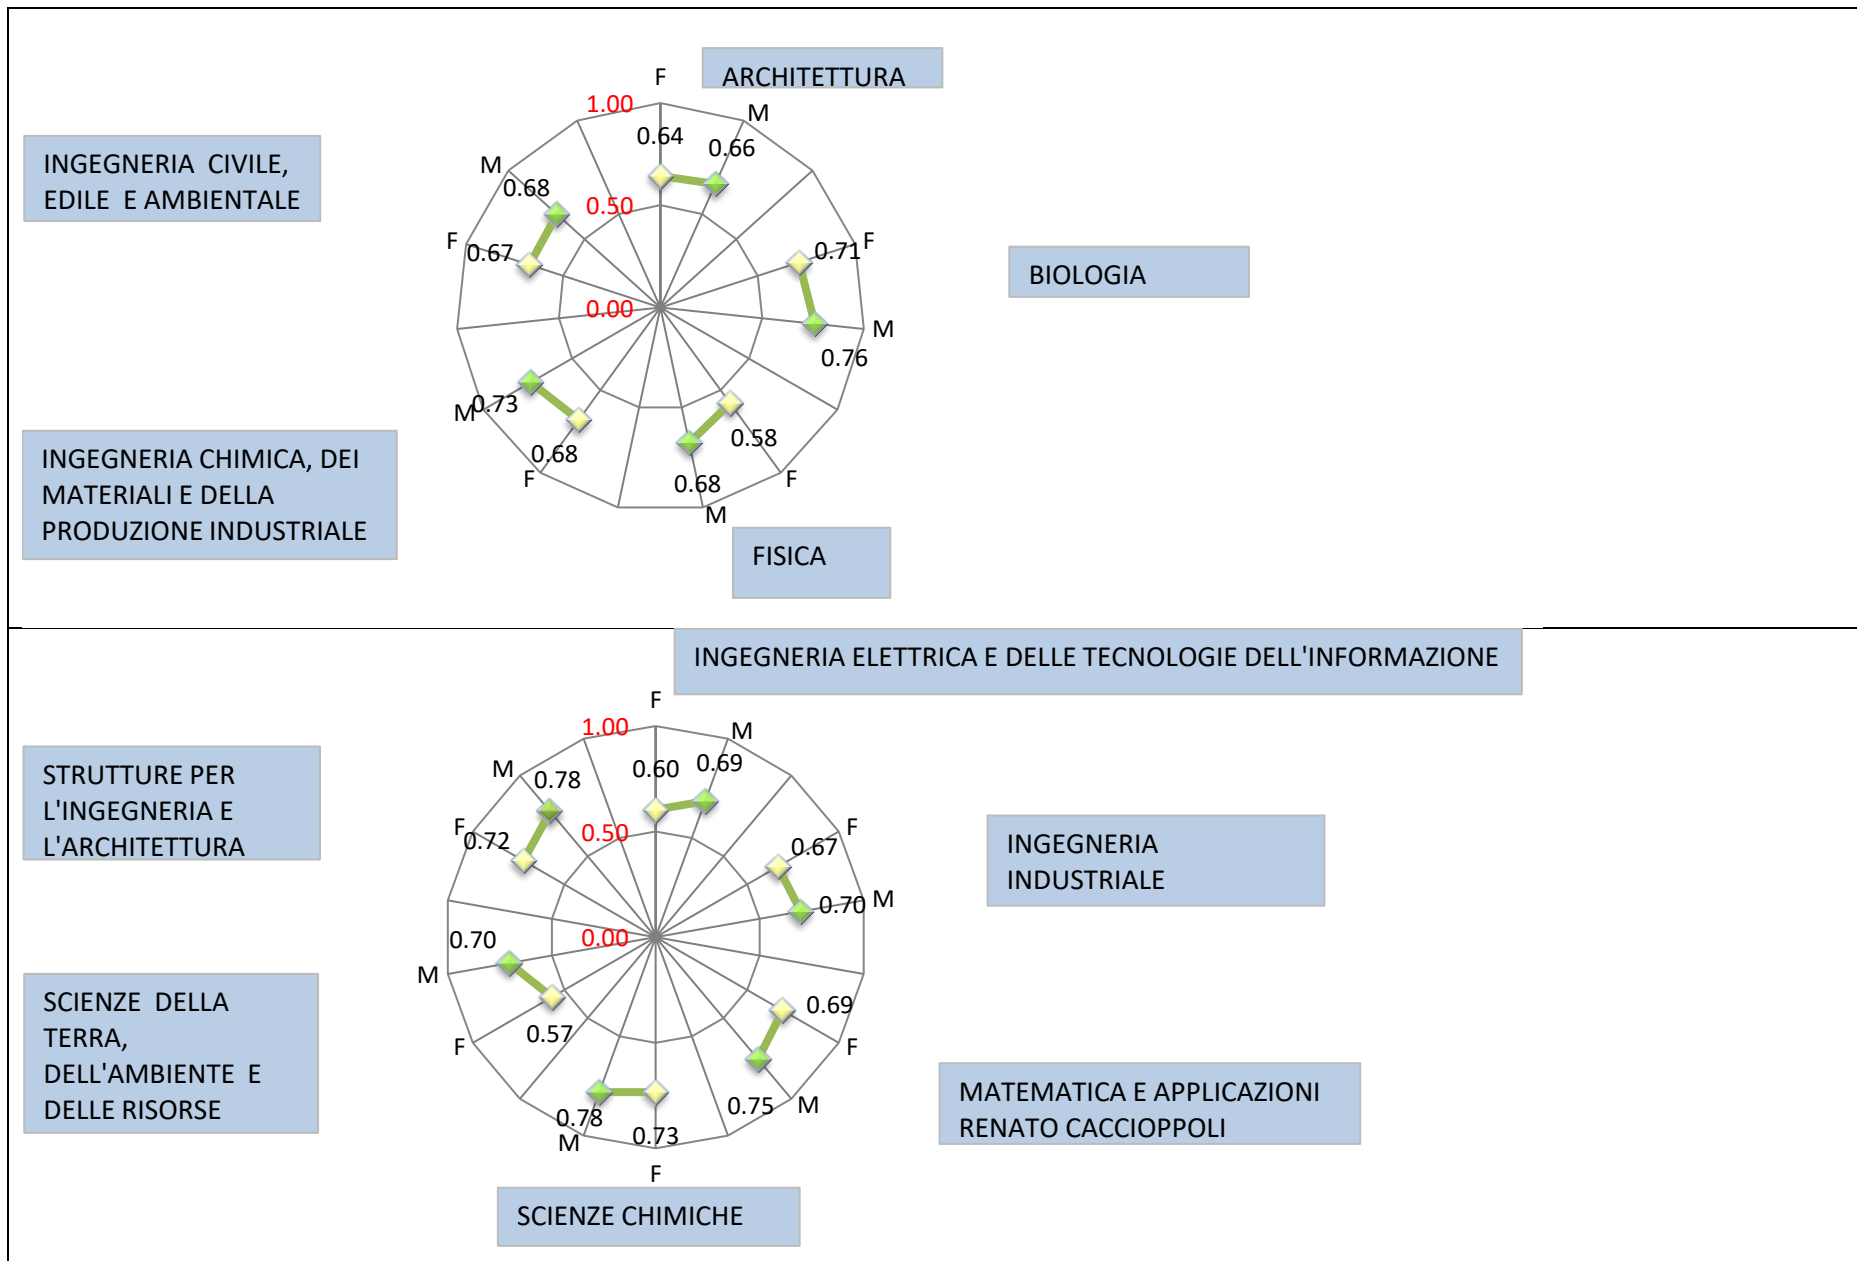 ARCHITETTURA
F
M
1.00
0.64
0.66
INGEGNERIA  CIVILE,
EDILE  E AMBIENTALE
M
0.68
0.50
F
0.67
0.71
F
BIOLOGIA
0.00
M
0.76
M
0.73
0.68
F
0.58
F
0.68
M
INGEGNERIA CHIMICA, DEI
MATERIALI E DELLA
PRODUZIONE INDUSTRIALE
FISICA
INGEGNERIA ELETTRICA E DELLE TECNOLOGIE DELL'INFORMAZIONE
F
M
1.00
0.60
0.69
STRUTTURE PER
L'INGEGNERIA E
L'ARCHITETTURA
M
0.78
0.50
F
0.72
F
0.67
M
0.70
INGEGNERIA
INDUSTRIALE
0.00
0.70
M
0.57
F
SCIENZE  DELLA
TERRA,
DELL'AMBIENTE  E
DELLE RISORSE
0.69
F
0.75
M
MATEMATICA E APPLICAZIONI
RENATO CACCIOPPOLI
0.78
M
0.73
F
SCIENZE CHIMICHE